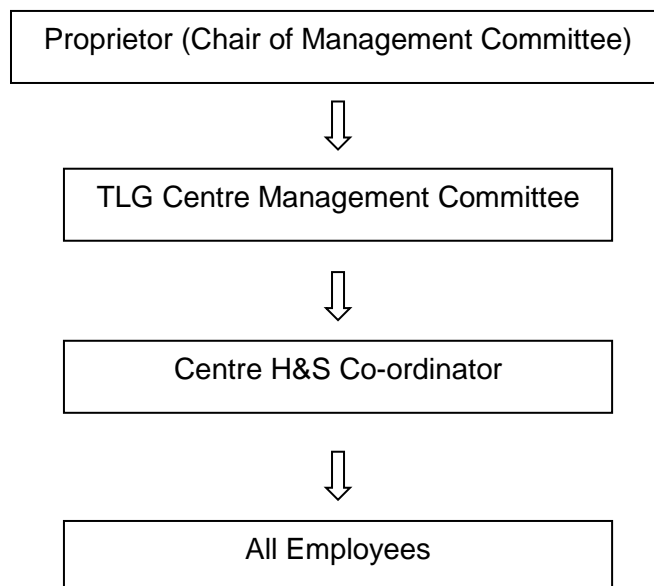 Proprietor (Chair of Management Committee)
TLG Centre Management Committee
Centre H&S Co-ordinator
All Employees